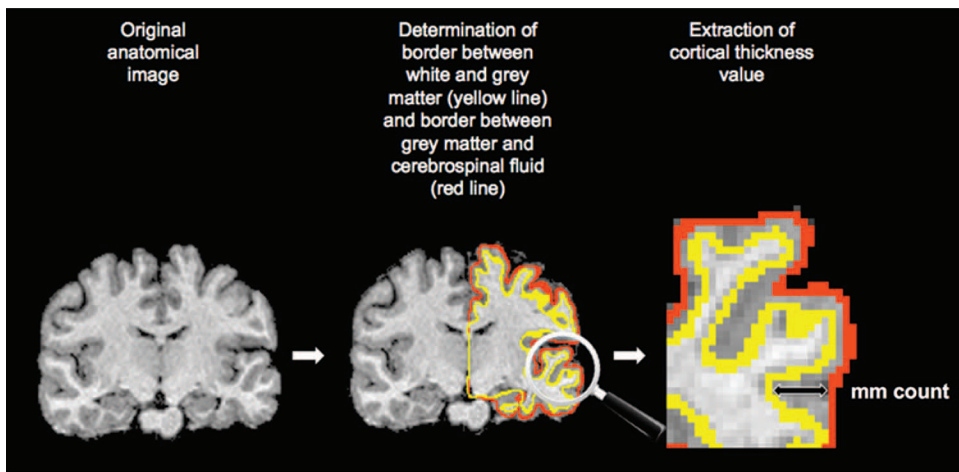 Original
anatomical
image
Determination of
border between
white and grey
matter (yellow line)
and border between
grey matter and
cerebrospinal fluid
(red line)
Extraction of
cortical thickness
value
mm count